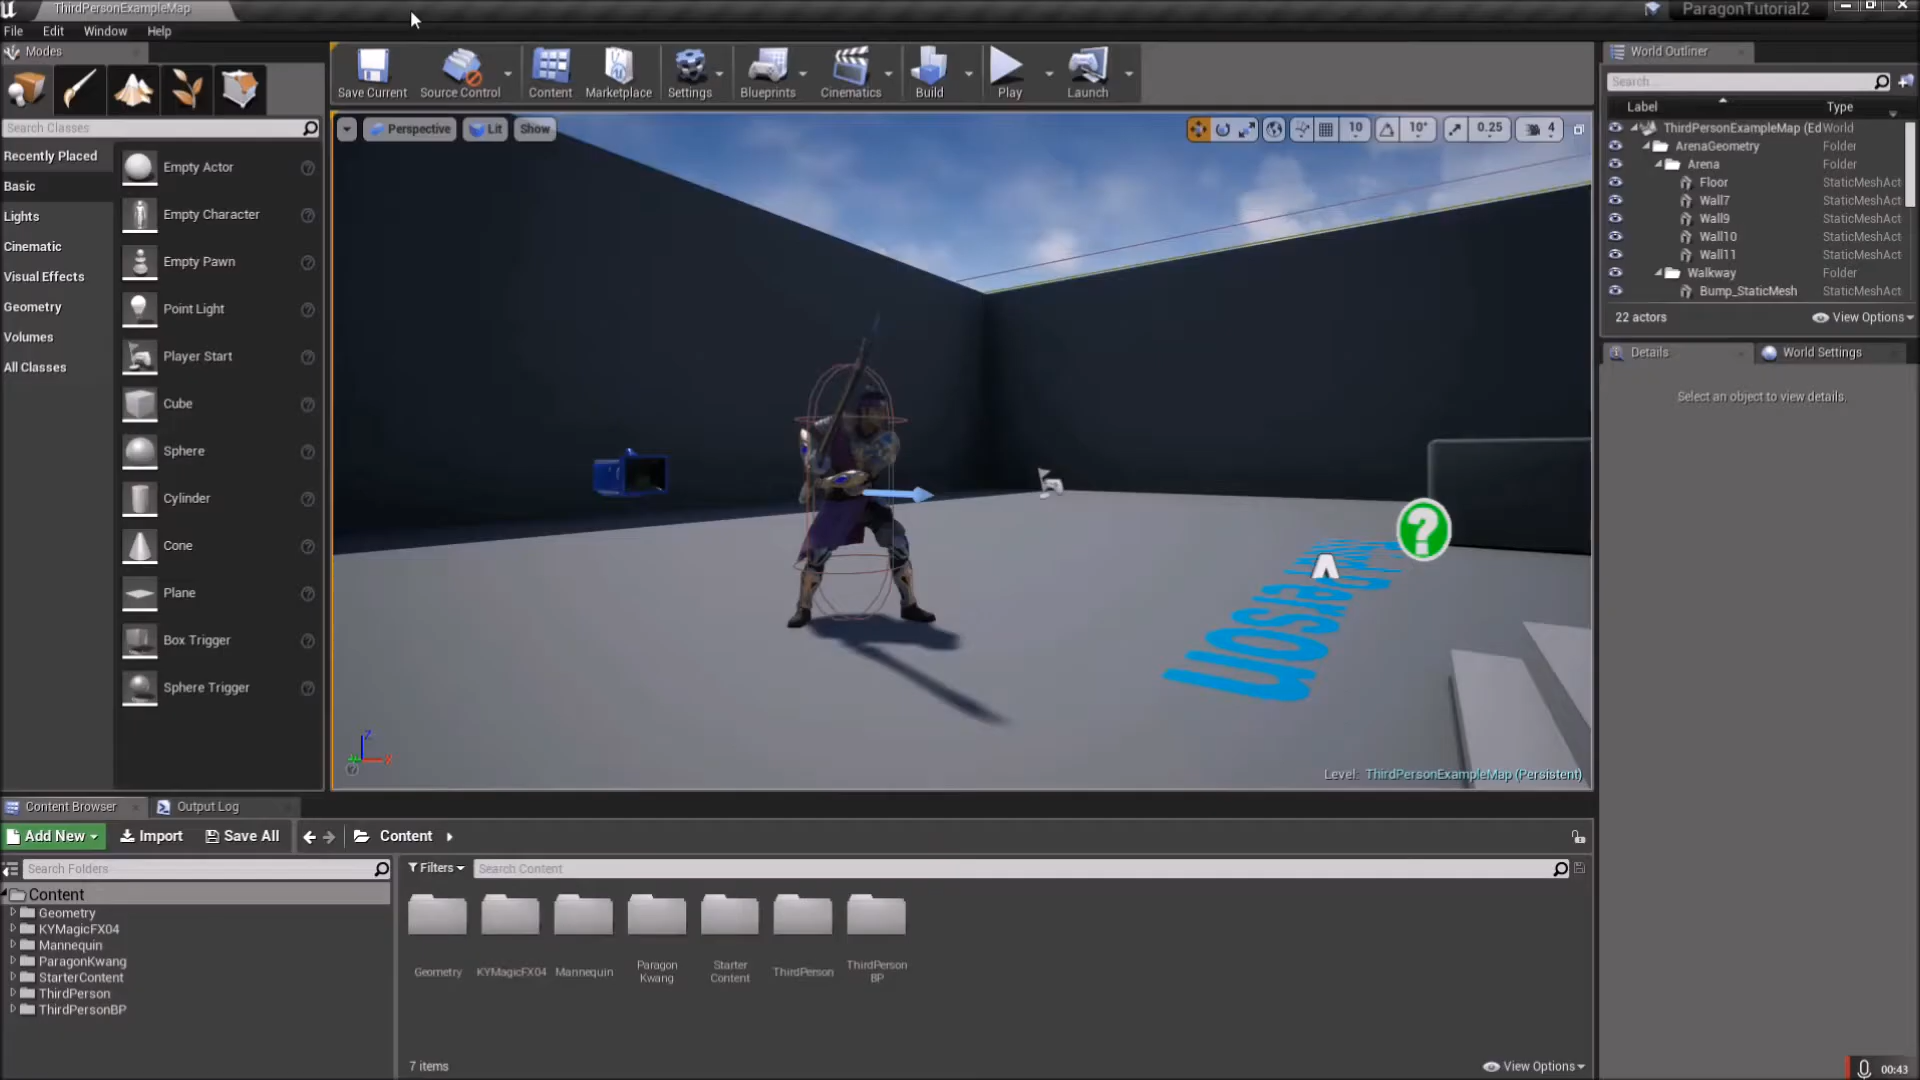 ThirdPersonExampleMap
ParagonTutorial2
File Edit Window Help
Modes
Save Current
Source Control
Content
Marketplace
Settings
Blueprints
Cinematics
Build
Play
Launch
World Outliner
Search...
Label Type
Search Classes
Recently Placed
Basic
Lights
Cinematic
Visual Effects
Geometry
Volumes
All Classes
Empty Actor
Empty Character
Empty Pawn
Point Light
Player Start
Cube
Sphere
Cylinder
Cone
Plane
Box Trigger
Sphere Trigger
Perspective Lit Show
10 10° 0.25 4
ThirdPersonExampleMap (Ed World
ArenaGeometry Folder
Arena Folder
Floor StaticMeshAct
Wall7 StaticMeshAct
Wall9 StaticMeshAct
Wall10 StaticMeshAct
Wall11 StaticMeshAct
Walkway Folder
Bump_StaticMesh StaticMeshAct
22 actors View Options
Details World Settings
Select an object to view details.
Z
X
Level: ThirdPersonExampleMap (Persistent)
Content Browser Output Log
Add New Import Save All Content
Search Folders
Filters Search Content
Content
Geometry
KYMagicFX04
Mannequin
ParagonKwang
StarterContent
ThirdPerson
ThirdPersonBP
Geometry
KYMagicFX04
Mannequin
Paragon
Kwang
Starter
Content
ThirdPerson
ThirdPerson
BP
7 items View Options
00:43